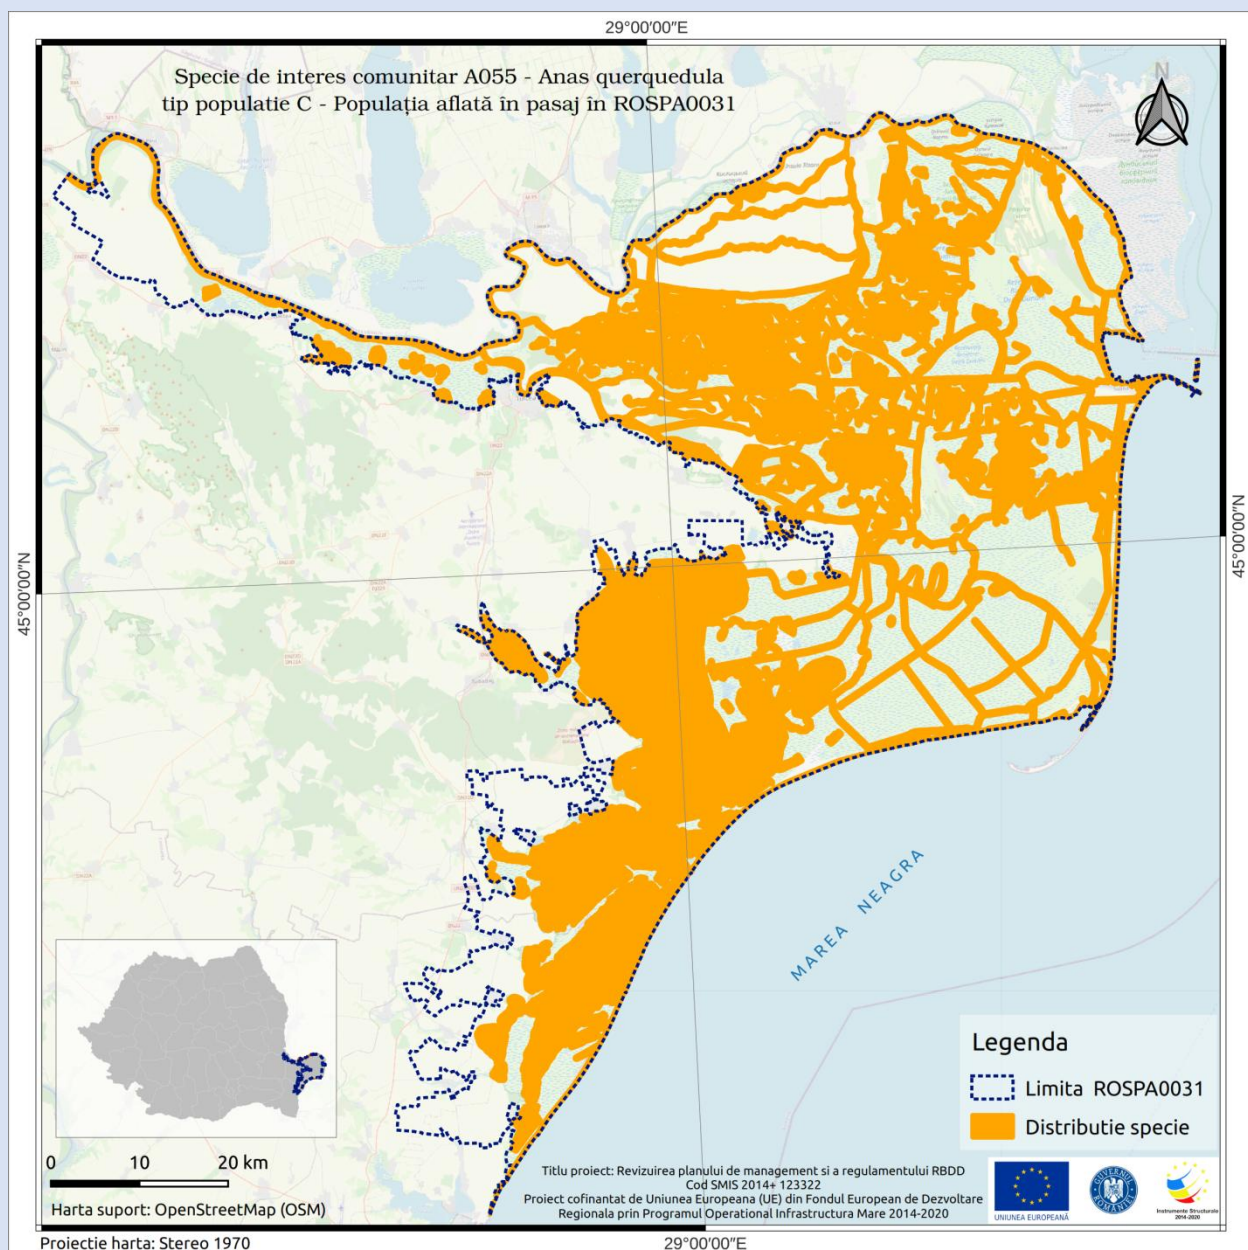 29°00′00″E
Specie de interes comunitar A055 - Anas querquedula
tip populatie C - Populația aflată în pasaj în ROSPA0031
N
45°00′00″N
45°00′00″N
MAREA NEAGRA
Legenda
Limita ROSPA0031
Distributie specie
0 10 20 km
Harta suport: OpenStreetMap (OSM)
Titlu proiect: Revizuirea planului de management si a regulamentului RBDD
Cod SMIS 2014+ 123322
Proiect cofinantat de Uniunea Europeana (UE) din Fondul European de Dezvoltare
Regionala prin Programul Operational Infrastructura Mare 2014-2020
UNIUNEA EUROPEANĂ
GUVERNUL ROMÂNIEI
Instrumente Structurale
2014-2020
Proiectie harta: Stereo 1970
29°00′00″E